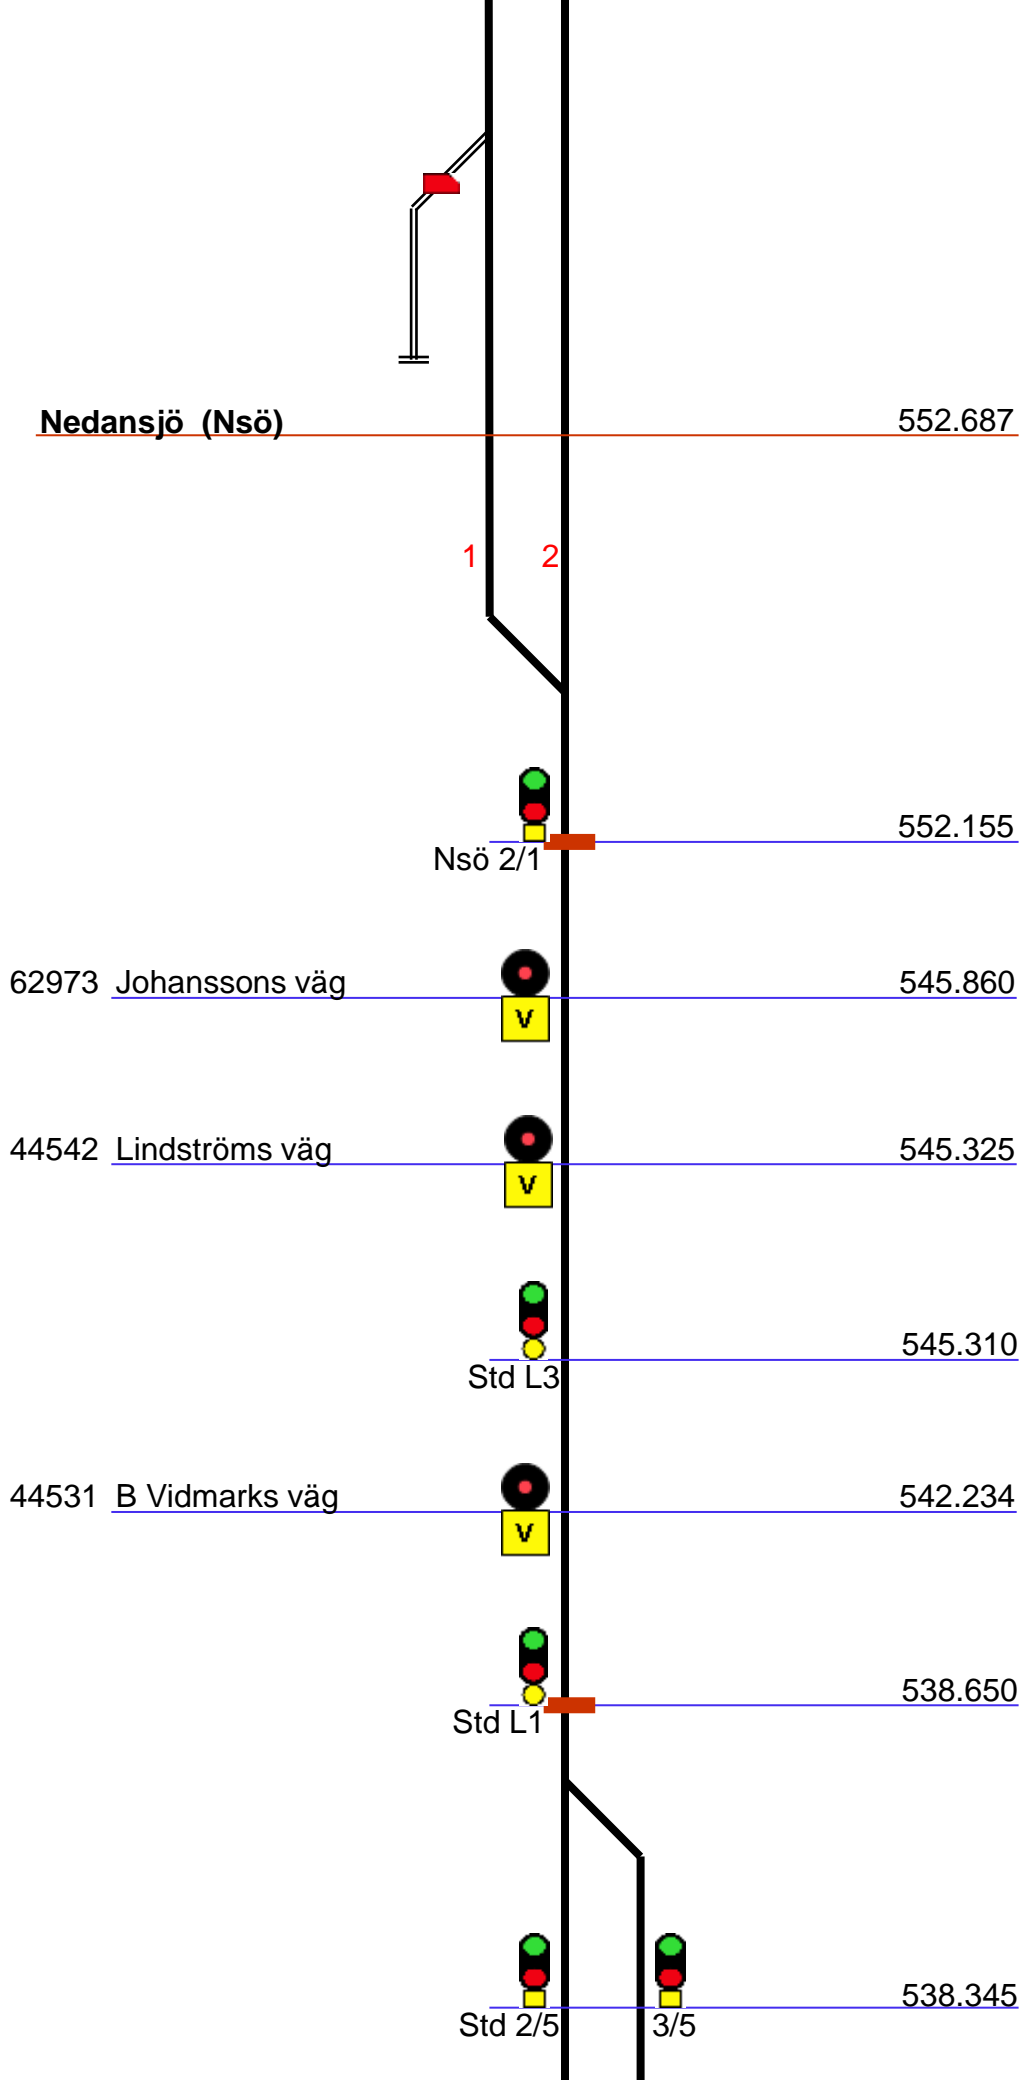 Nedansjö (Nsö) 552.687
1 2
552.155
Nsö 2/1
62973 Johanssons väg 545.860
V
44542 Lindströms väg 545.325
V
545.310
Std L3
44531 B Vidmarks väg 542.234
V
538.650
Std L1
538.345
Std 2/5 3/5